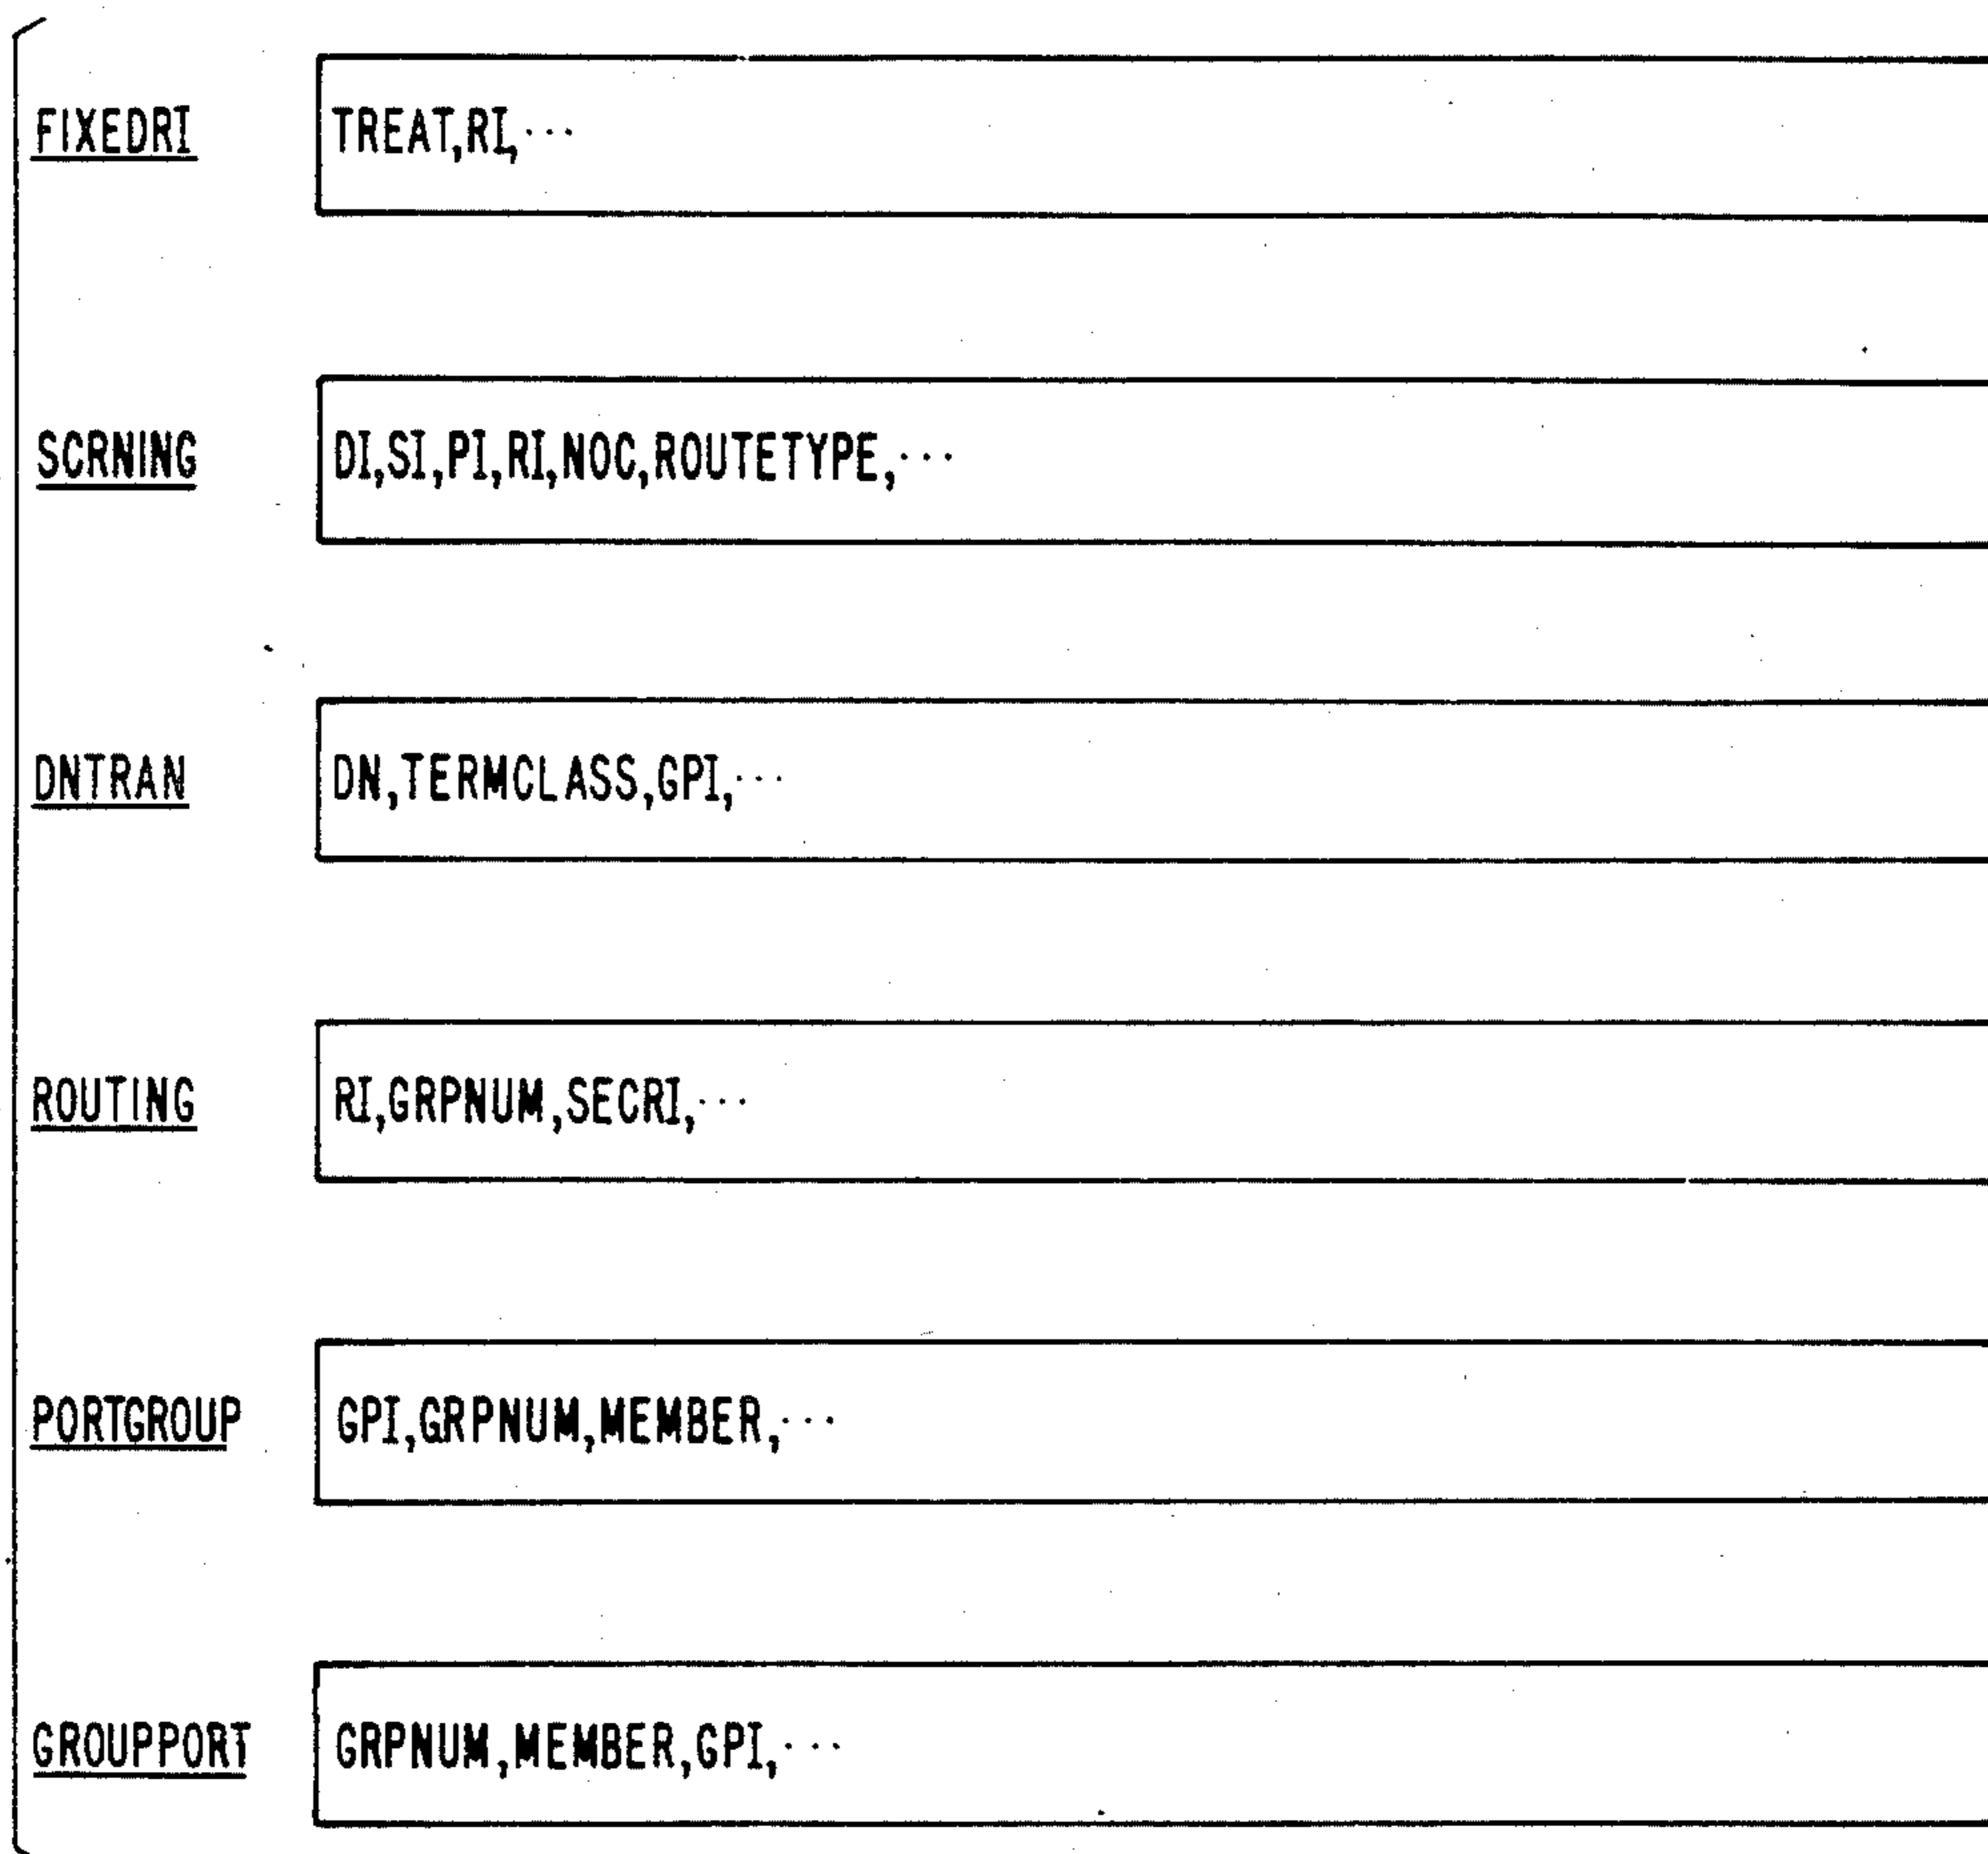 FIXEDRI TREAT,RI,...
SCRNING DI,SI,PI,RI,NOC,ROUTETYPE,...
DNTRAN DN,TERMCLASS,GPI,...
ROUTING RI,GRPNUM,SECRI,...
PORTGROUP GPI,GRPNUM,MEMBER,...
GROUPPORT GRPNUM,MEMBER,GPI,...